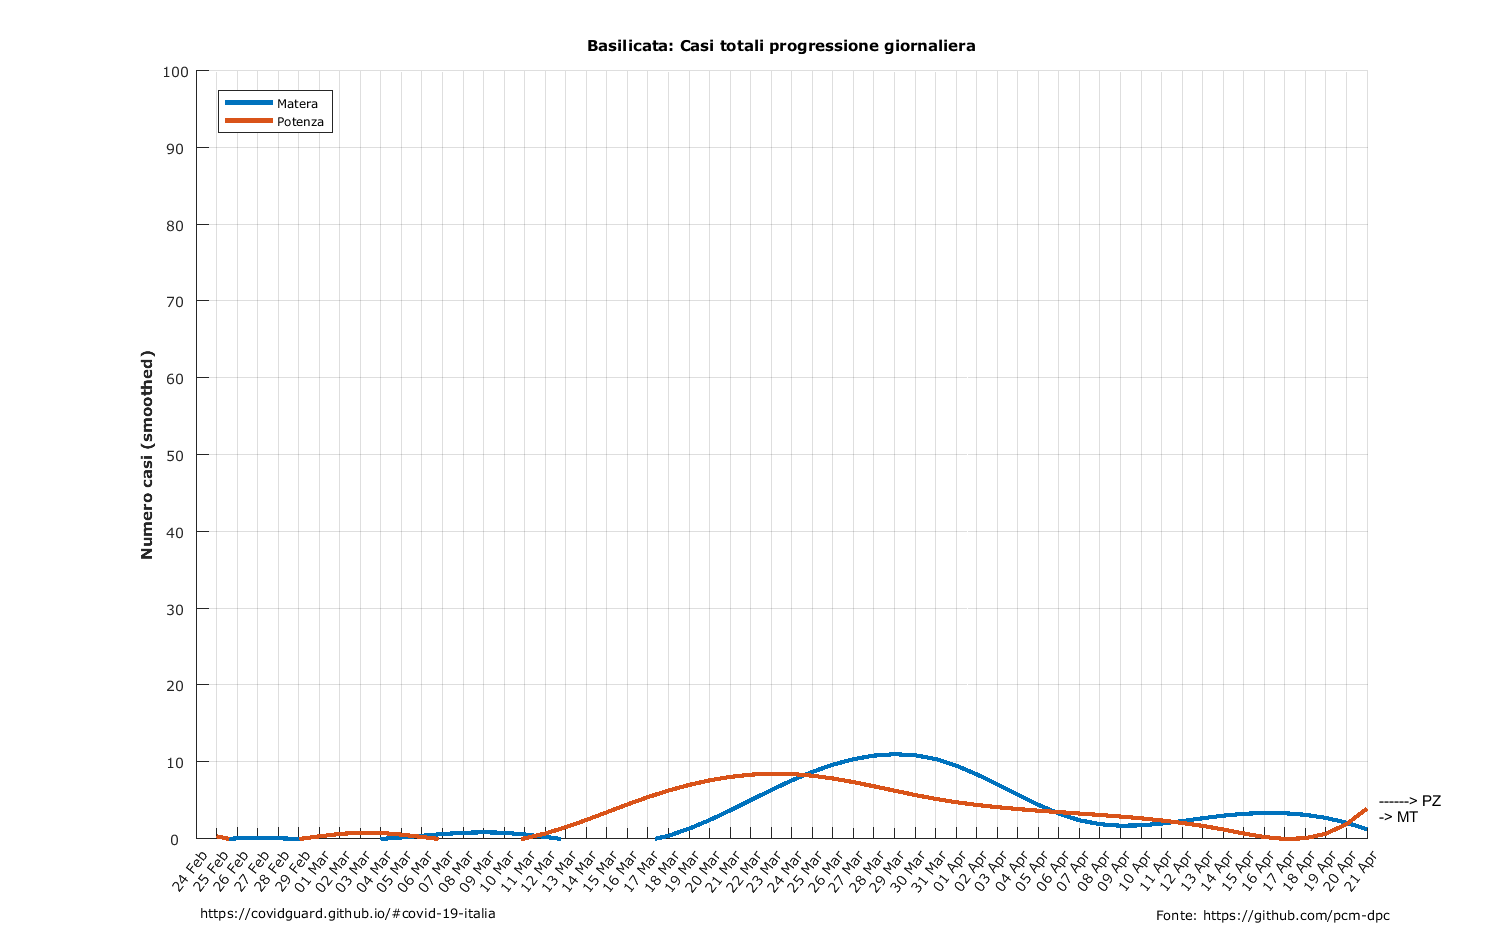 Basilicata: Casi totali progressione giornaliera
Numero casi (smoothed)
100
90
80
70
60
50
40
30
20
10
0
Matera
Potenza
------> PZ
-> MT
24 Feb
25 Feb
26 Feb
27 Feb
28 Feb
29 Feb
01 Mar
02 Mar
03 Mar
04 Mar
05 Mar
06 Mar
07 Mar
08 Mar
09 Mar
10 Mar
11 Mar
12 Mar
13 Mar
14 Mar
15 Mar
16 Mar
17 Mar
18 Mar
19 Mar
20 Mar
21 Mar
22 Mar
23 Mar
24 Mar
25 Mar
26 Mar
27 Mar
28 Mar
29 Mar
30 Mar
31 Mar
01 Apr
02 Apr
03 Apr
04 Apr
05 Apr
06 Apr
07 Apr
08 Apr
09 Apr
10 Apr
11 Apr
12 Apr
13 Apr
14 Apr
15 Apr
16 Apr
17 Apr
18 Apr
19 Apr
20 Apr
21 Apr
https://covidguard.github.io/#covid-19-italia
Fonte: https://github.com/pcm-dpc